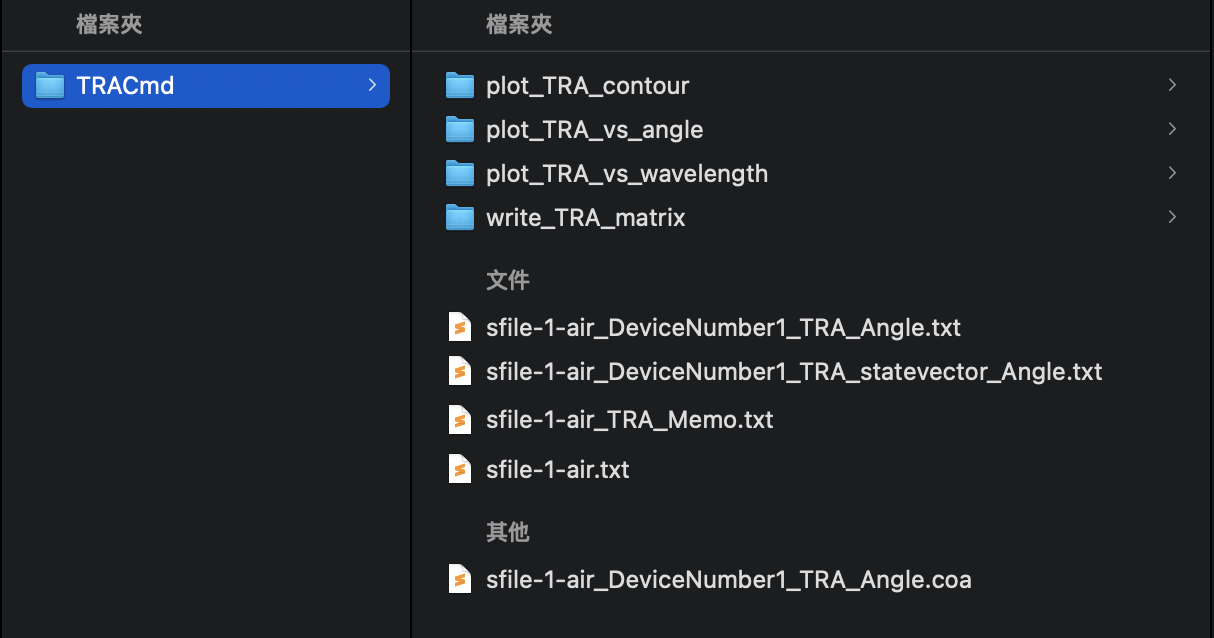 檔案夾
TRACmd
檔案夾
plot_TRA_contour
plot_TRA_vs_angle
plot_TRA_vs_wavelength
write_TRA_matrix
文件
sfile-1-air_DeviceNumber1_TRA_Angle.txt
sfile-1-air_DeviceNumber1_TRA_statevector_Angle.txt
sfile-1-air_TRA_Memo.txt
sfile-1-air.txt
其他
sfile-1-air_DeviceNumber1_TRA_Angle.coa